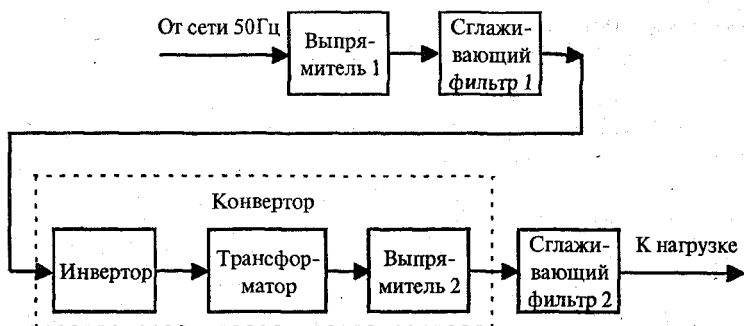 От сети 50Гц
Выпря-
митель 1
Сглажи-
вающий
фильтр 1
Конвертор
Инвертор
Трансфор-
матор
Выпря-
митель 2
Сглажи-
вающий
фильтр 2
К нагрузке